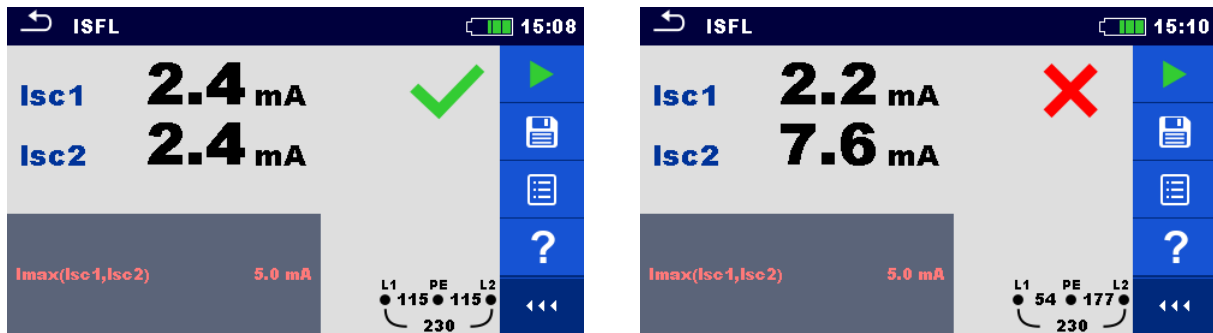 ISFL 15:08
Isc1 2.4 mA
Isc2 2.4 mA
?
Imax(Isc1,Isc2) 5.0 mA
L1 PE L2
115 115
230
ISFL 15:10
Isc1 2.2 mA
Isc2 7.6 mA
?
Imax(Isc1,Isc2) 5.0 mA
L1 PE L2
54 177
230